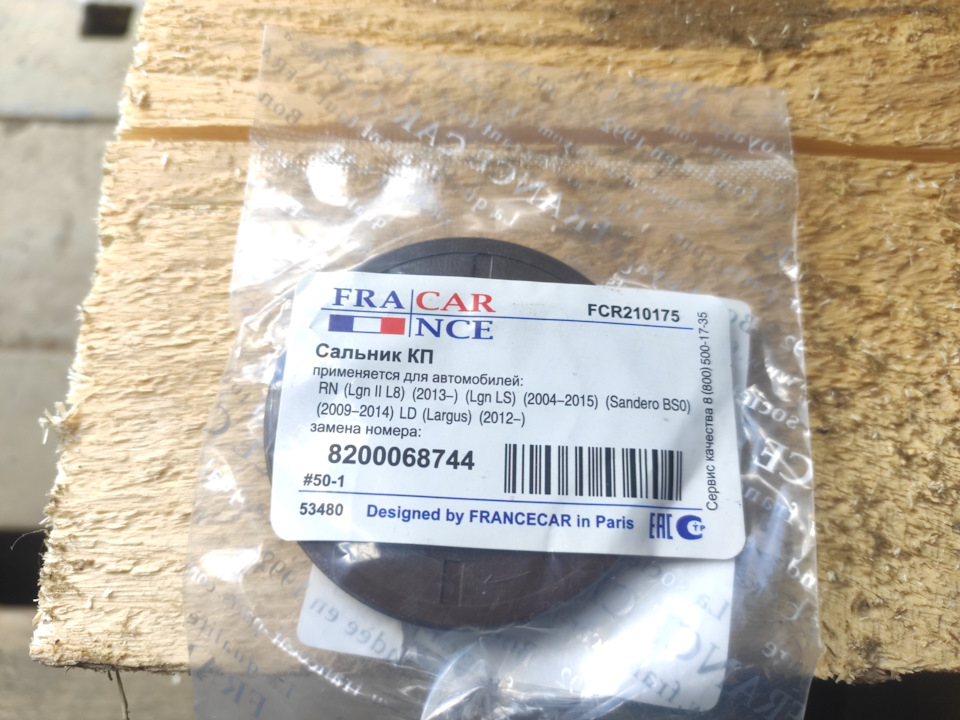 FRA CAR
NCE
FCR210175
Сальник КП
применяется для автомобилей:
RN (Lgn II L8) (2013–) (Lgn LS) (2004–2015) (Sandero BS0)
(2009–2014) LD (Largus) (2012–)
замена номера:
8200068744
#50-1
53480
Designed by FRANCECAR in Paris
EAC
ТР
Сервис качества 8 (800) 500-17-35